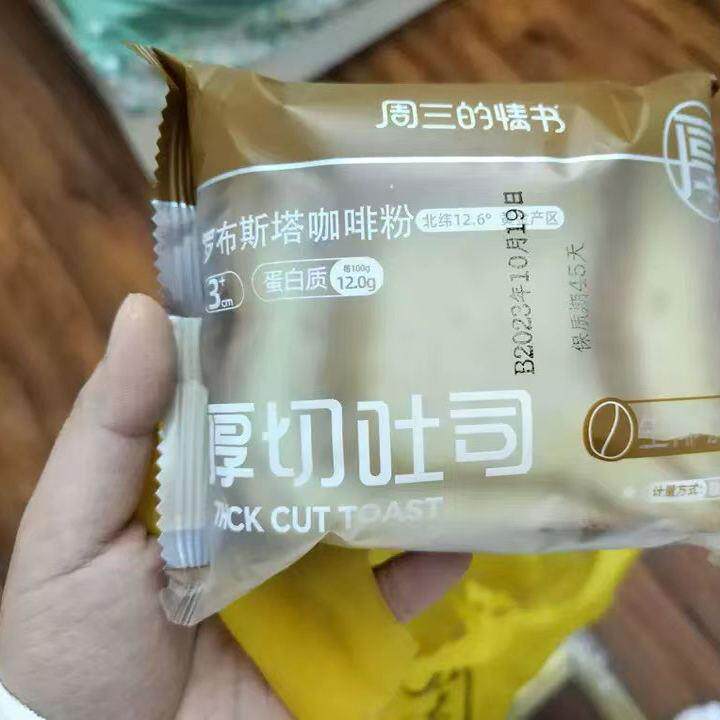 周三的情书
罗布斯塔咖啡粉
北纬12.6°
产区
3+cm
蛋白质
每100g
12.0g
B2023年10月19日
保质期45天
厚切吐司
THICK CUT TOAST
计量方式: